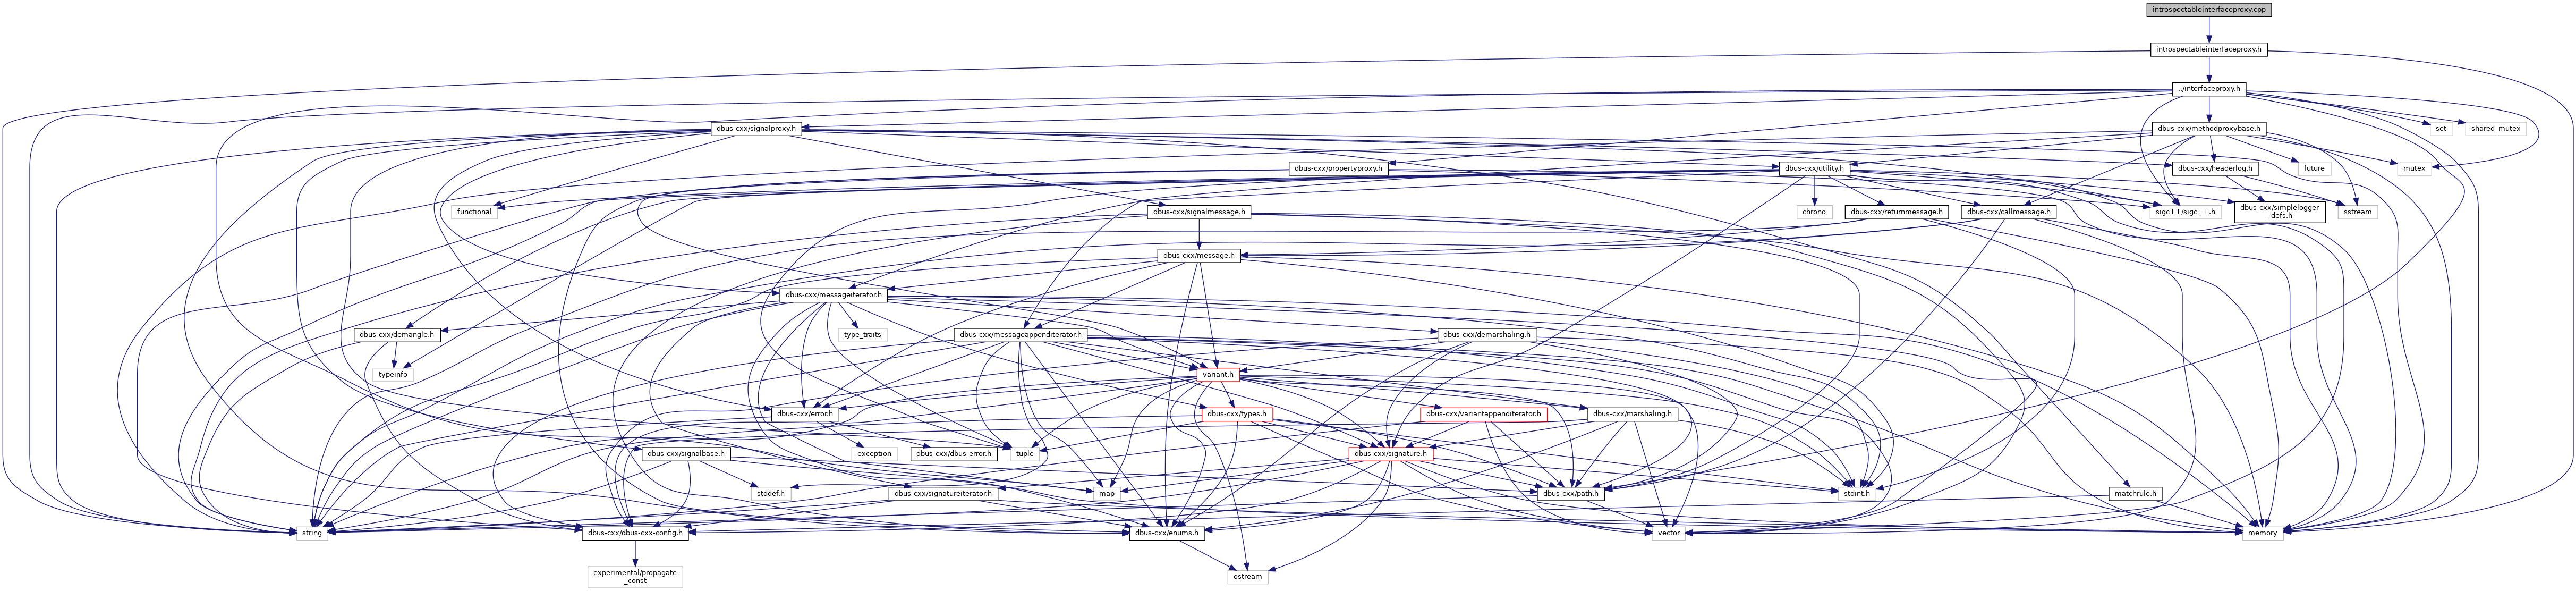 introspectableinterfaceproxy.cpp
introspectableinterfaceproxy.h
../interfaceproxy.h
dbus-cxx/signalproxy.h
dbus-cxx/methodproxybase.h
set
shared_mutex
dbus-cxx/propertyproxy.h
dbus-cxx/utility.h
dbus-cxx/headerlog.h
future
mutex
functional
dbus-cxx/signalmessage.h
chrono
dbus-cxx/returnmessage.h
dbus-cxx/callmessage.h
sigc++/sigc++.h
dbus-cxx/simplelogger
_defs.h
sstream
dbus-cxx/message.h
dbus-cxx/messageiterator.h
dbus-cxx/demangle.h
type_traits
dbus-cxx/messageappenditerator.h
dbus-cxx/demarshaling.h
typeinfo
variant.h
dbus-cxx/error.h
dbus-cxx/types.h
dbus-cxx/variantappenditerator.h
dbus-cxx/marshaling.h
dbus-cxx/signalbase.h
exception
dbus-cxx/dbus-error.h
tuple
dbus-cxx/signature.h
stddef.h
dbus-cxx/signatureiterator.h
map
dbus-cxx/path.h
stdint.h
matchrule.h
string
dbus-cxx/dbus-cxx-config.h
dbus-cxx/enums.h
vector
memory
experimental/propagate
_const
ostream